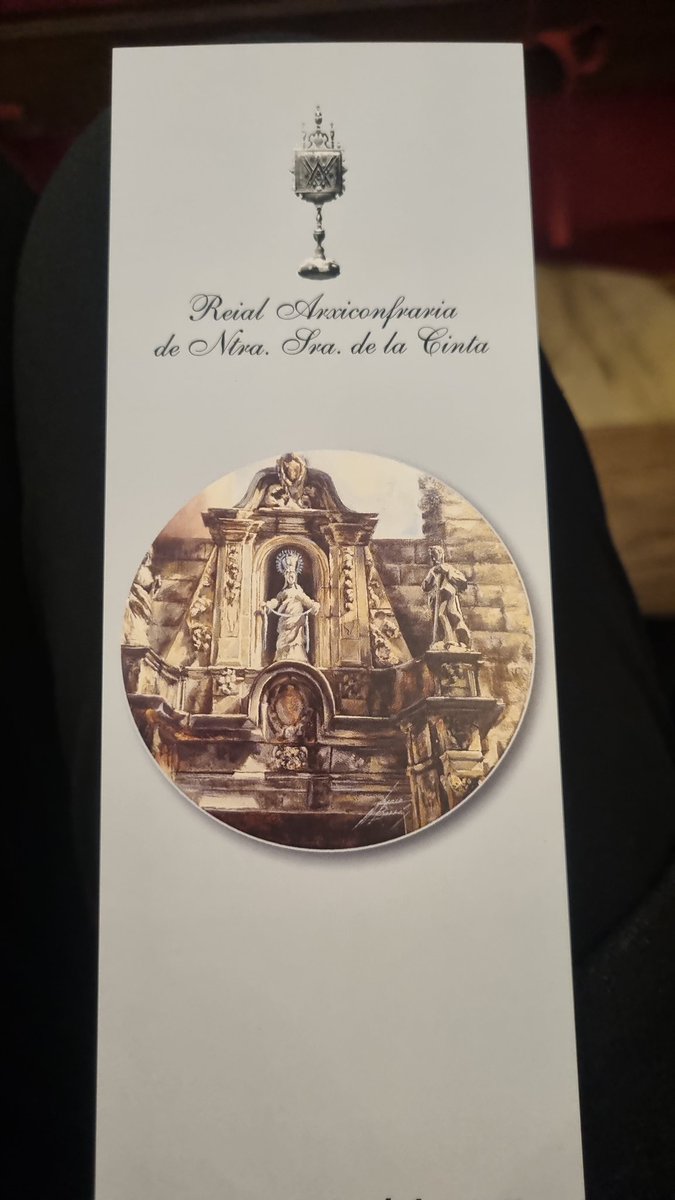 Reial Arxiconfraria
de Ntra. Sra. de la Cinta